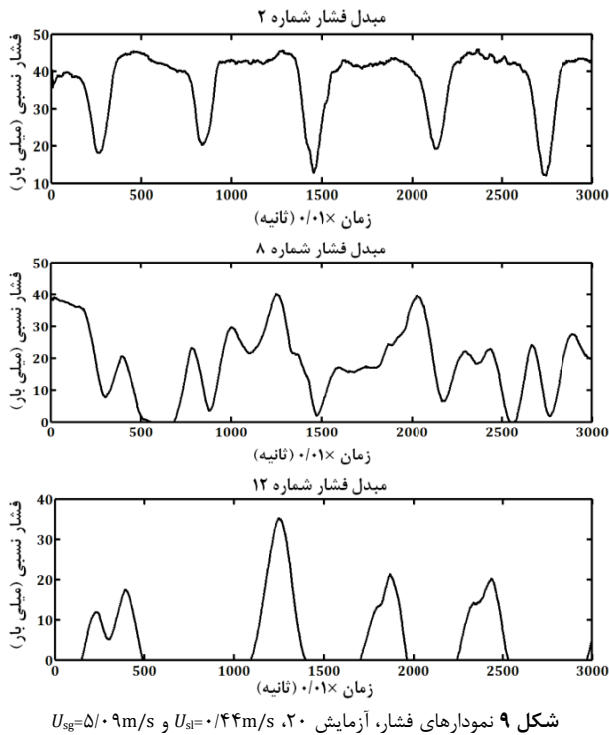 مبدل فشار شماره ۲
فشار نسبی (میلی بار)
50
40
30
20
10
0 500 1000 1500 2000 2500 3000
زمان ×۰/۰۱ (ثانیه)
مبدل فشار شماره ۸
فشار نسبی (میلی بار)
50
40
30
20
10
0
0 500 1000 1500 2000 2500 3000
زمان ×۰/۰۱ (ثانیه)
مبدل فشار شماره ۱۲
فشار نسبی (میلی بار)
40
30
20
10
0
0 500 1000 1500 2000 2500 3000
زمان ×۰/۰۱ (ثانیه)
شکل ۹ نمودارهای فشار، آزمایش ۲۰، Usl=۰/۴۴m/s و Usg=۵/۰۹m/s